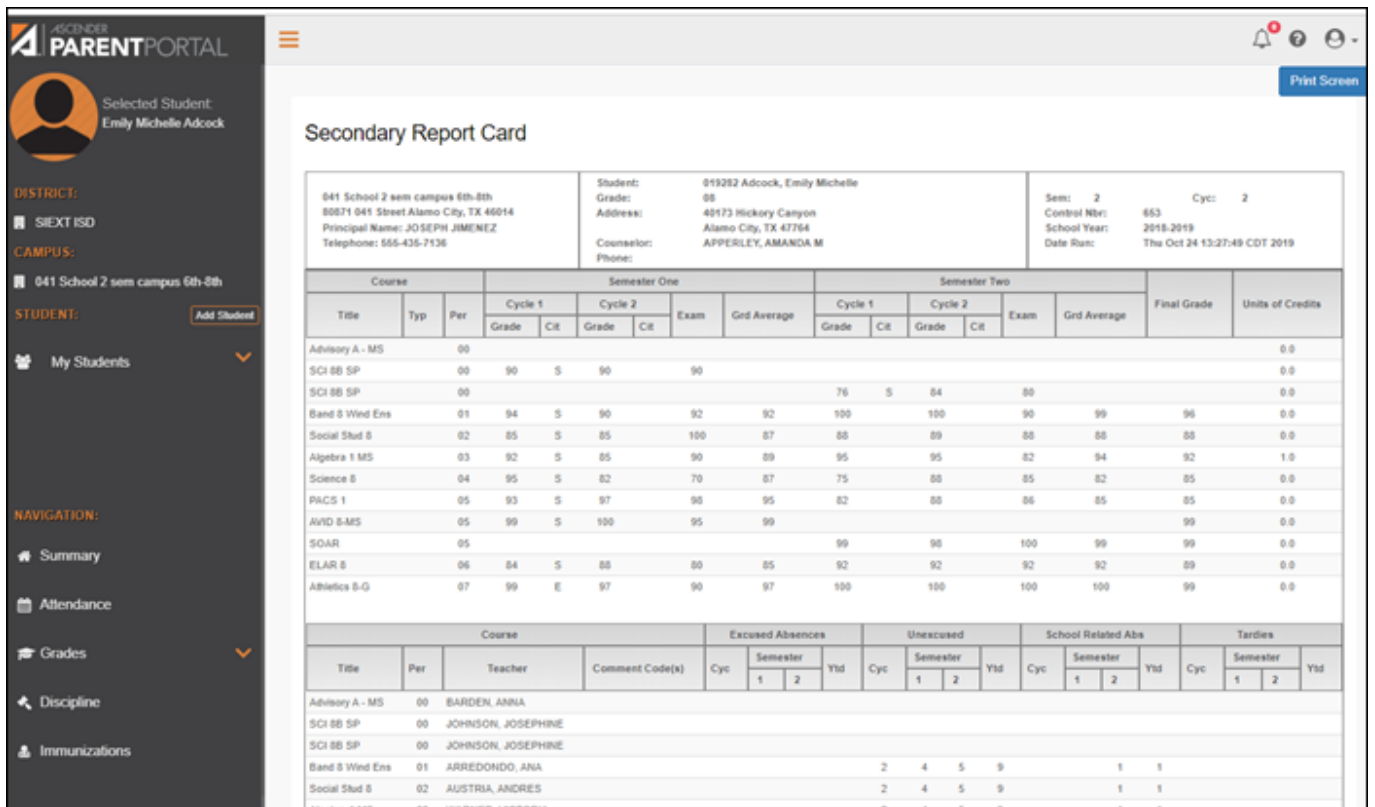 ASCENDER
PARENTPORTAL
0
Print Screen
Selected Student:
Emily Michelle Adcock
DISTRICT:
SIEXT ISD
CAMPUS:
041 School 2 sem campus 6th-8th
STUDENT: Add Student
My Students
NAVIGATION:
Summary
Attendance
Grades
Discipline
Immunizations
Secondary Report Card
041 School 2 sem campus 6th-8th
80871 041 Street Alamo City, TX 46014
Principal Name: JOSEPH JIMENEZ
Telephone: 555-435-7136
Student: 019282 Adcock, Emily Michelle
Grade: 08
Address: 40173 Hickory Canyon
Alamo City, TX 47764
Counselor: APPERLEY, AMANDA M
Phone:
Sem: 2 Cyc: 2
Control Nbr: 653
School Year: 2018-2019
Date Run: Thu Oct 24 13:27:49 CDT 2019
Course Semester One Semester Two Final Grade Units of Credits
Title Typ Per Cycle 1 Cycle 2 Exam Grd Average Cycle 1 Cycle 2 Exam Grd Average
Grade Cit Grade Cit Grade Cit Grade Cit
Advisory A - MS 00 0.0
SCI 8B SP 00 90 S 90 90 0.0
SCI 8B SP 00 76 S 84 80 0.0
Band 8 Wind Ens 01 94 S 90 92 92 100 100 90 99 96 0.0
Social Stud 8 02 85 S 85 100 87 88 89 88 88 88 0.0
Algebra 1 MS 03 92 S 85 90 89 95 95 82 94 92 1.0
Science 8 04 95 S 82 70 87 75 88 85 82 85 0.0
PACS 1 05 93 S 97 98 95 82 88 86 85 85 0.0
AVID 8-MS 05 99 S 100 95 99 99 0.0
SOAR 05 99 98 100 99 99 0.0
ELAR 8 06 84 S 88 80 85 92 92 92 92 89 0.0
Athletics 8-G 07 99 E 97 90 97 100 100 100 100 99 0.0
Course Excused Absences Unexcused School Related Abs Tardies
Title Per Teacher Comment Code(s) Cyc Semester Ytd Cyc Semester Ytd Cyc Semester Ytd Cyc Semester Ytd
1 2 1 2 1 2 1 2
Advisory A - MS 00 BARDEN, ANNA
SCI 8B SP 00 JOHNSON, JOSEPHINE
SCI 8B SP 00 JOHNSON, JOSEPHINE
Band 8 Wind Ens 01 ARREDONDO, ANA 2 4 5 9 1 1
Social Stud 8 02 AUSTRIA, ANDRES 2 4 5 9 1 1